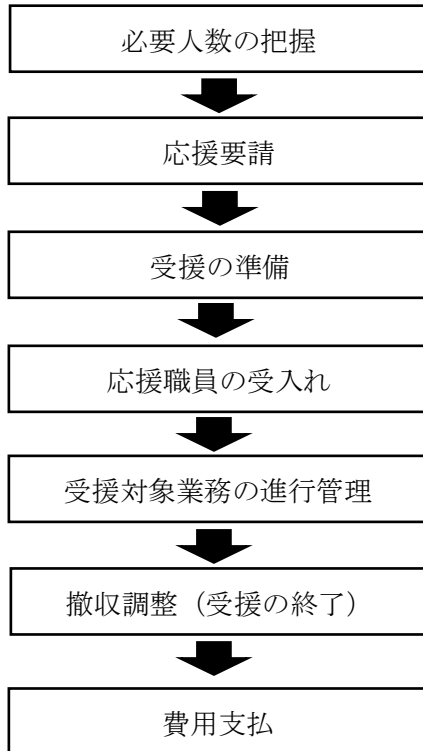 必要人数の把握
応援要請
受援の準備
応援職員の受入れ
受援対象業務の進行管理
撤収調整（受援の終了）
費用支払